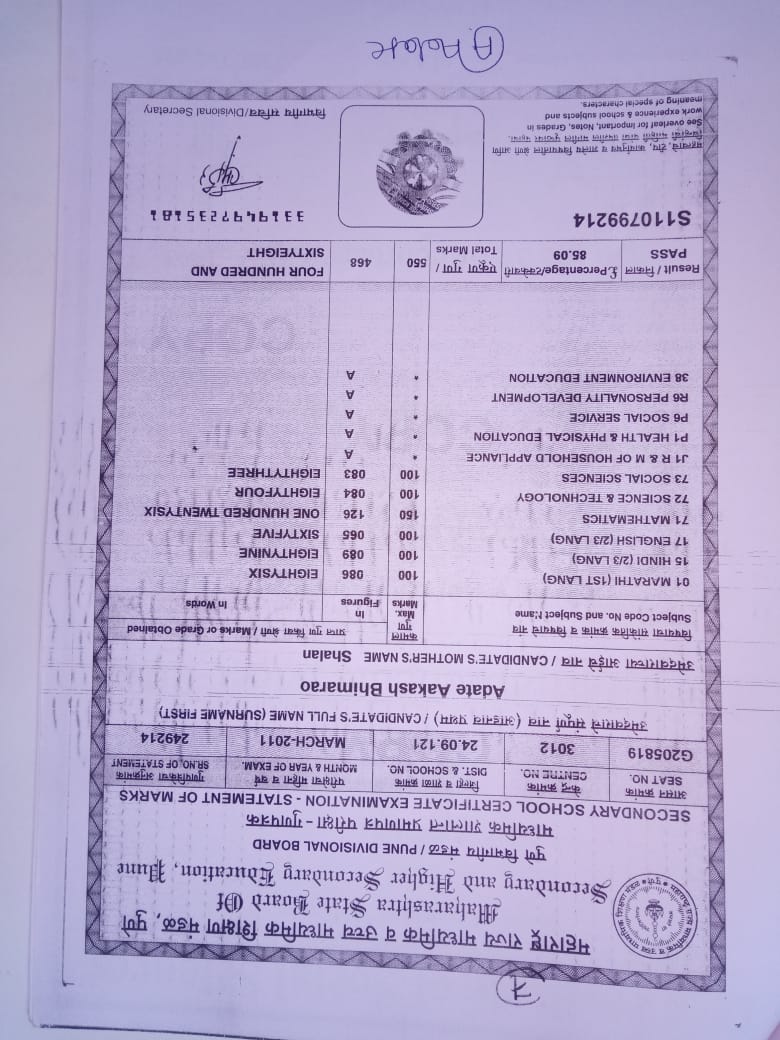 महाराष्ट्र राज्य माध्यमिक व उच्च माध्यमिक शिक्षण मंडळ, पुणे
Maharashtra State Board Of
Secondary and Higher Secondary Education, Pune
पुणे विभागीय मंडळ / PUNE DIVISIONAL BOARD
माध्यमिक शालान्त प्रमाणपत्र परीक्षा - गुणपत्रक
SECONDARY SCHOOL CERTIFICATE EXAMINATION - STATEMENT OF MARKS
आसन क्रमांक केन्द्र क्रमांक जिल्हा व शाळा क्रमांक परीक्षेचा महिना व वर्ष गुणपत्रिकेचा अनुक्रमांक
SEAT NO. CENTRE NO. DIST. & SCHOOL NO. MONTH & YEAR OF EXAM. SR.NO. OF STATEMENT
G205819 3012 24.09.121 MARCH-2011 249214
उमेदवाराचे संपूर्ण नाव (आडनाव प्रथम) / CANDIDATE'S FULL NAME (SURNAME FIRST)
Adate Aakash Bhimarao
उमेदवाराच्या आईचे नाव / CANDIDATE'S MOTHER'S NAME Shalan
विषयाचा सांकेतिक क्रमांक व विषयाचे नांव
Subject Code No. and Subject Name
कमाल
गुण
Max.
Marks
प्राप्त गुण किंवा श्रेणी / Marks or Grade Obtained
In
Figures
In Words
01 MARATHI (1ST LANG) 100 086 EIGHTYSIX
15 HINDI (2/3 LANG) 100 089 EIGHTYNINE
17 ENGLISH (2/3 LANG) 100 065 SIXTYFIVE
71 MATHEMATICS 150 126 ONE HUNDRED TWENTYSIX
72 SCIENCE & TECHNOLOGY 100 084 EIGHTYFOUR
73 SOCIAL SCIENCES 100 083 EIGHTYTHREE
J1 R & M OF HOUSEHOLD APPLIANCE * A
P1 HEALTH & PHYSICAL EDUCATION * A
P6 SOCIAL SERVICE * A
R6 PERSONALITY DEVELOPMENT * A
38 ENVIRONMENT EDUCATION * A
COPY
Result / निकाल £Percentage/टक्केवारी एकूण गुण / 550 468 FOUR HUNDRED AND
PASS 85.09 Total Marks SIXTYEIGHT
S110799214
3319497235181
महत्वाचे, टीप, कार्यानुभव व शालेय विषयातील श्रेणी आणि
चिन्हांची माहिती यांचा तपशील मागील पृष्ठावर पहावा.
See overleaf for Important, Notes, Grades in
work experience & school subjects and
meaning of special characters.
विभागीय सचिव/Divisional Secretary
A. Adate